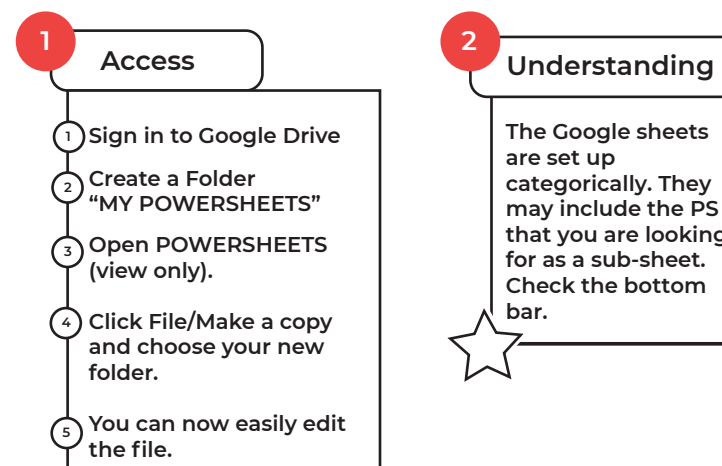 1
Access
1 Sign in to Google Drive
2 Create a Folder
“MY POWERSHEETS”
3 Open POWERSHEETS
(view only).
4 Click File/Make a copy
and choose your new
folder.
5 You can now easily edit
the file.
2
Understanding
The Google sheets
are set up
categorically. They
may include the PS
that you are looking
for as a sub-sheet.
Check the bottom
bar.